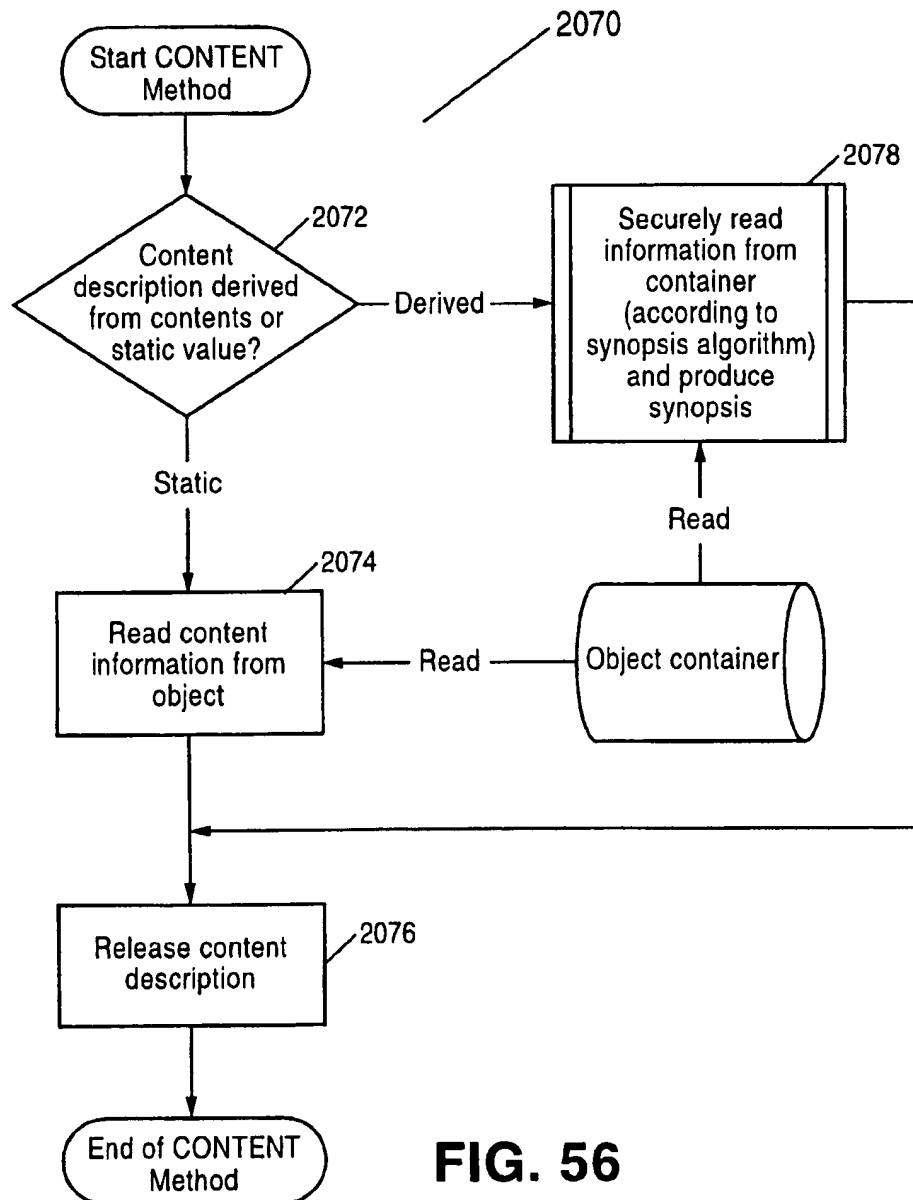 Start CONTENT
Method
2070
2072
Content
description derived
from contents or
static value?
Derived
2078
Securely read
information from
container
(according to
synopsis algorithm)
and produce
synopsis
Static
Read
2074
Read content
information from
object
Read
Object container
Release content
description
2076
End of CONTENT
Method
FIG. 56